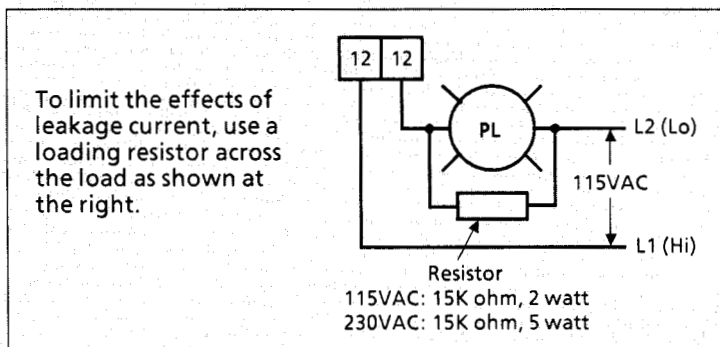 To limit the effects of
leakage current, use a
loading resistor across
the load as shown at
the right.
12 12
PL
L2 (Lo)
115VAC
L1 (Hi)
Resistor
115VAC: 15K ohm, 2 watt
230VAC: 15K ohm, 5 watt